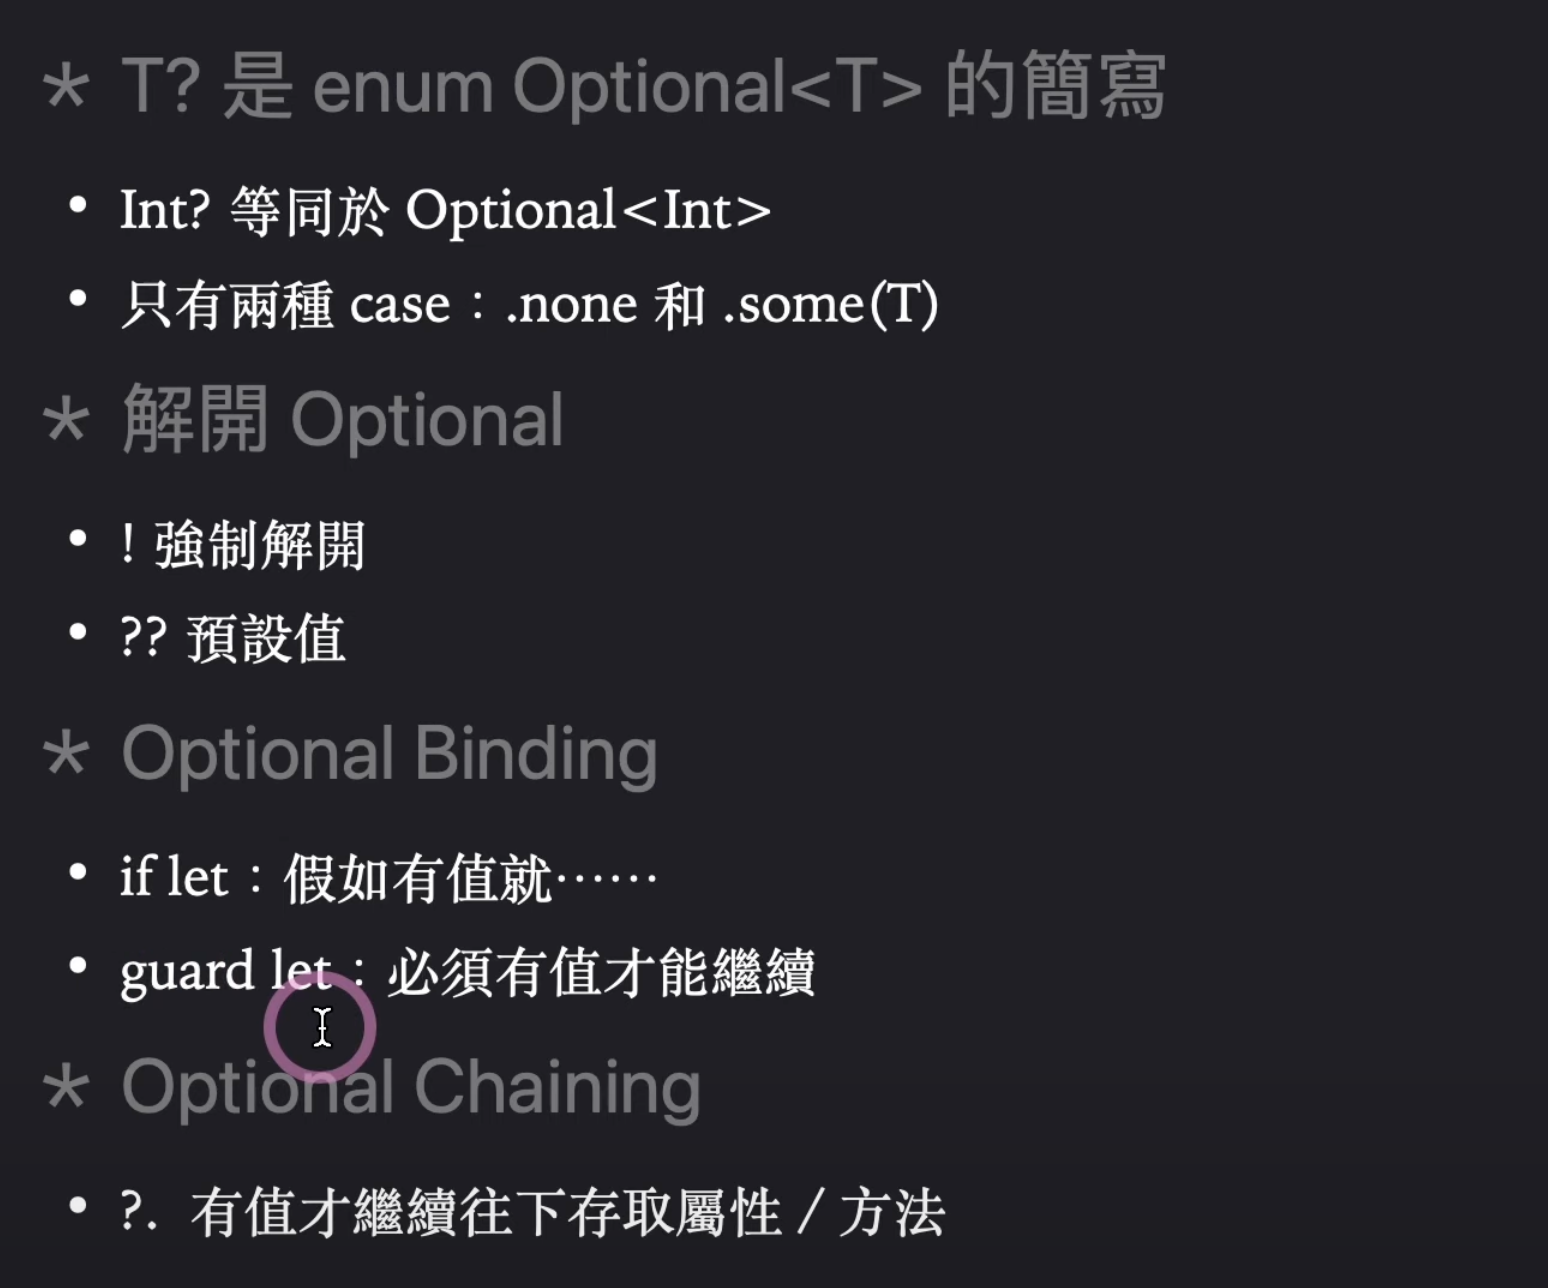 * T? 是 enum Optional<T> 的簡寫
• Int? 等同於 Optional<Int>
• 只有兩種 case：.none 和 .some(T)
* 解開 Optional
• ! 強制解開
• ?? 預設值
* Optional Binding
• if let：假如有值就⋯⋯
• guard let：必須有值才能繼續
* Optional Chaining
• ?. 有值才繼續往下存取屬性 / 方法